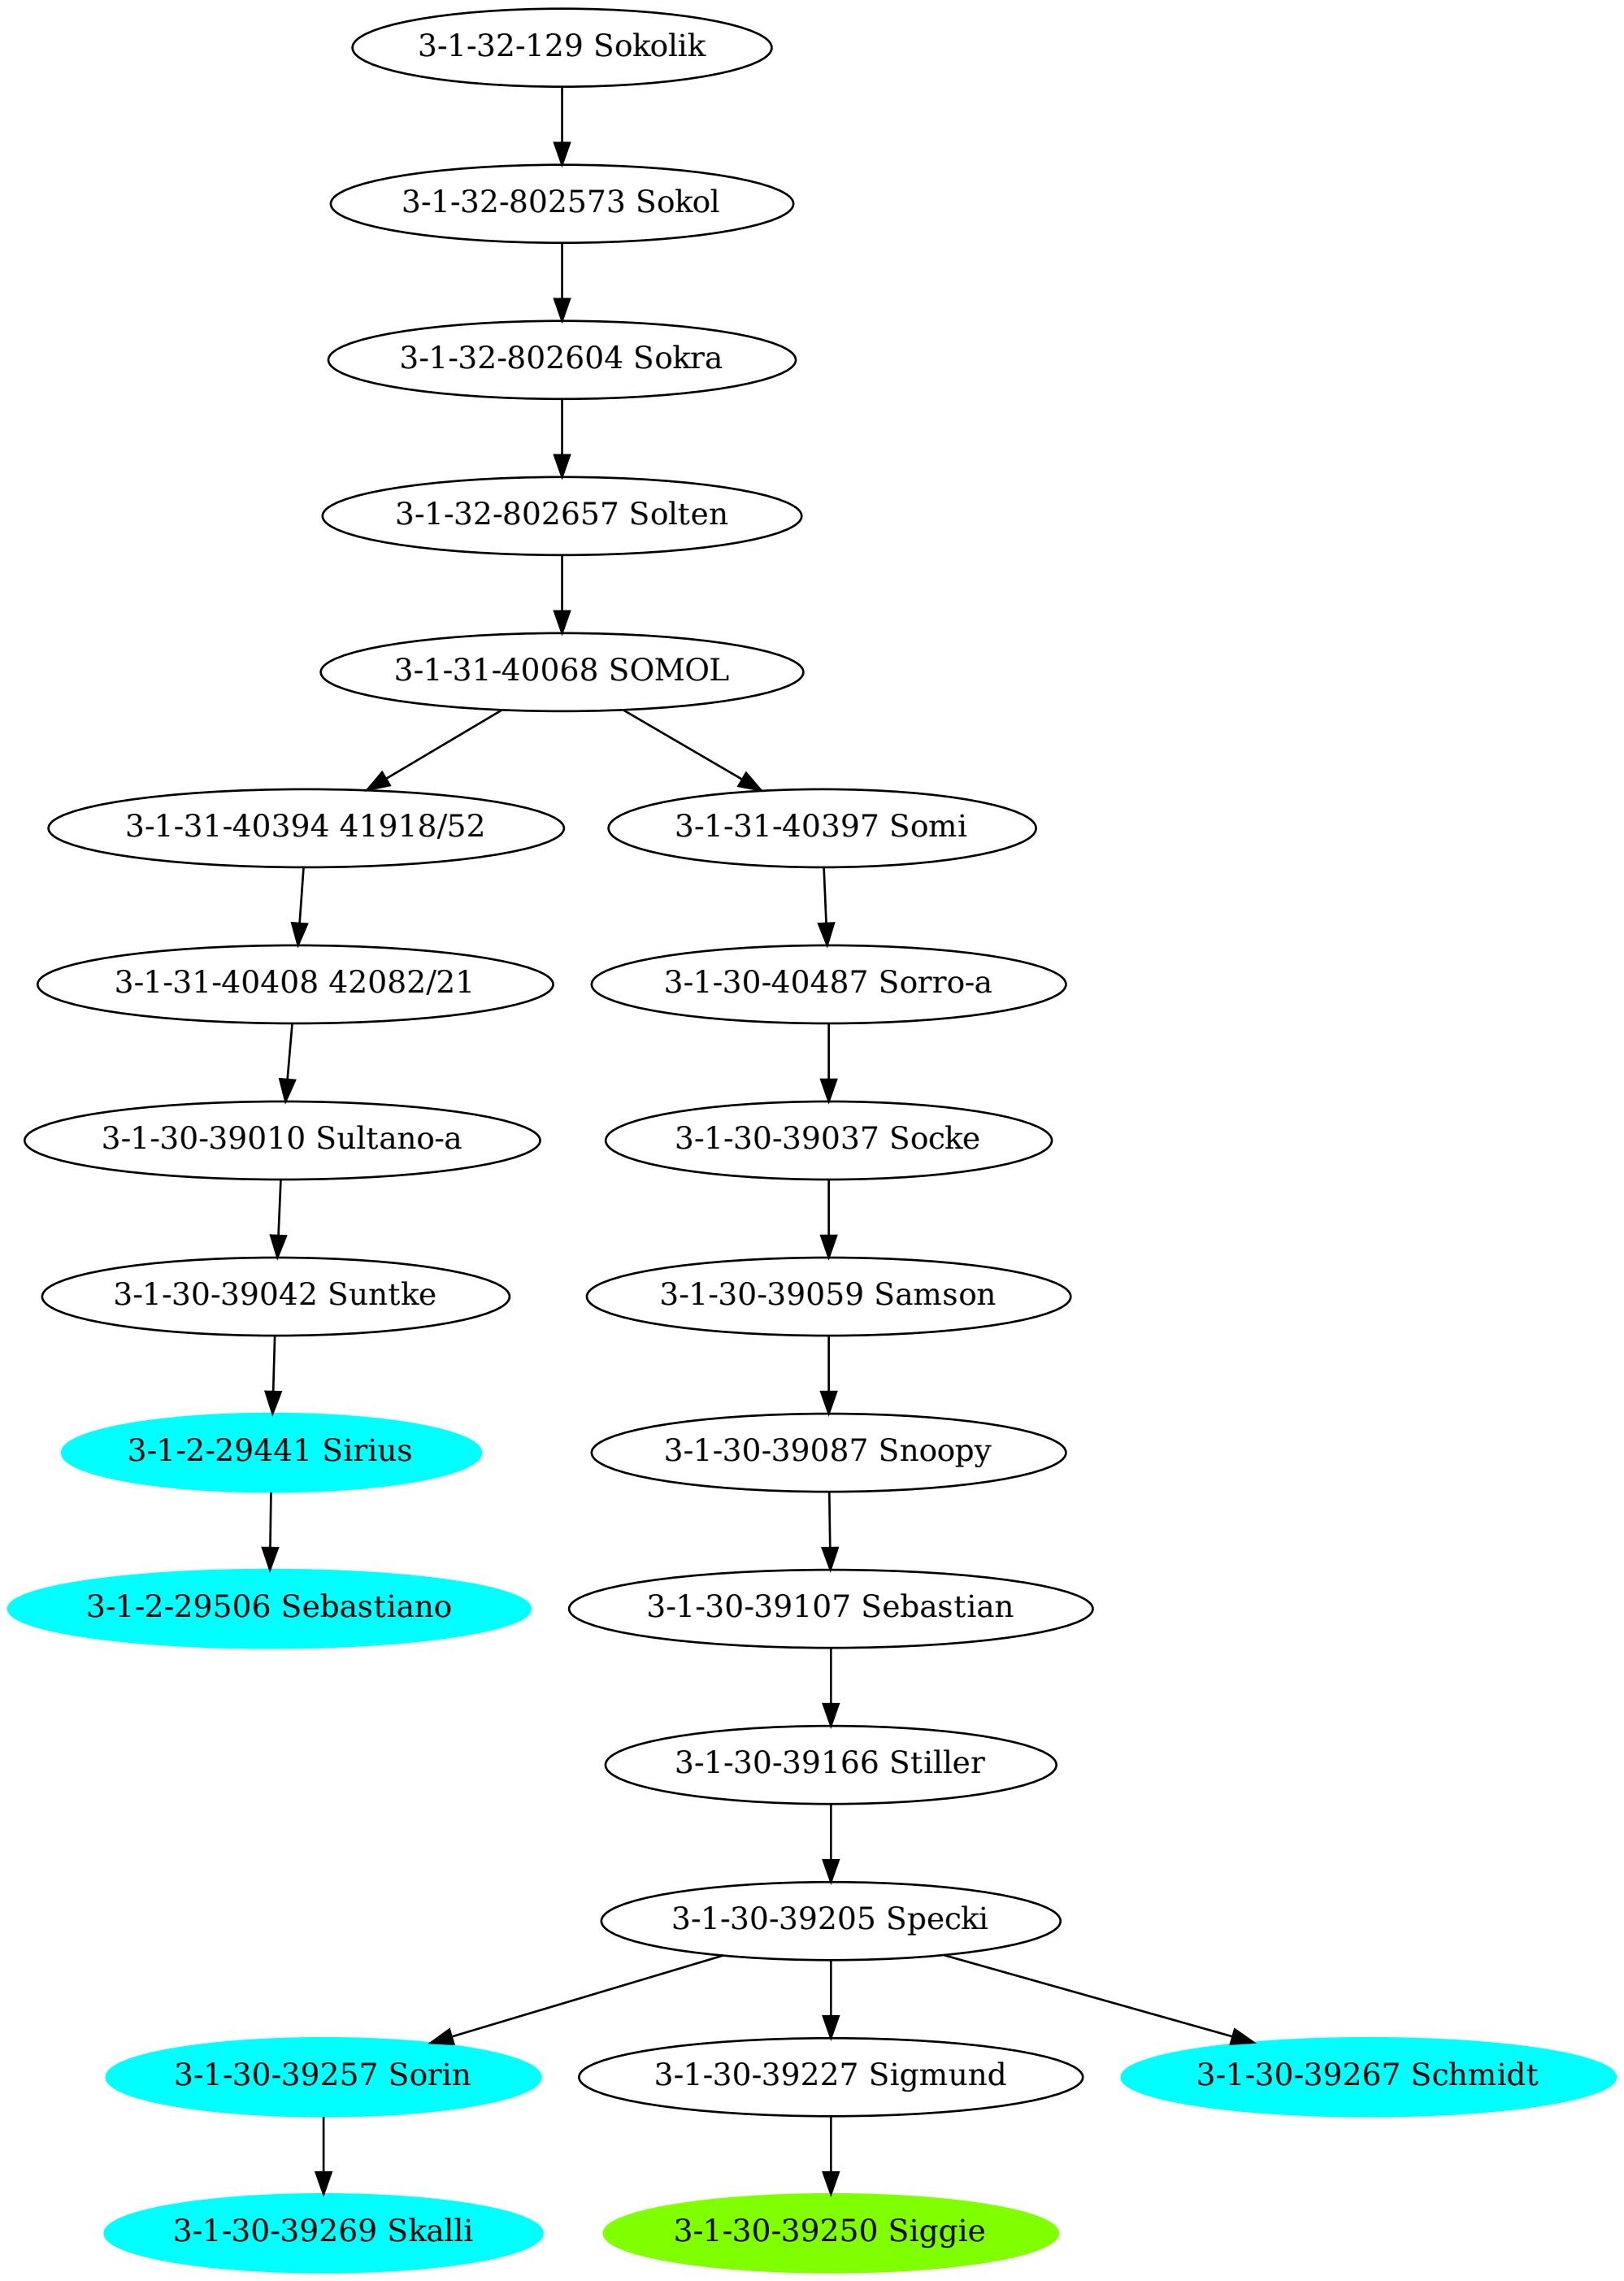 3-1-32-129 Sokolik
3-1-32-802573 Sokol
3-1-32-802604 Sokra
3-1-32-802657 Solten
3-1-31-40068 SOMOL
3-1-31-40394 41918/52
3-1-31-40397 Somi
3-1-31-40408 42082/21
3-1-30-40487 Sorro-a
3-1-30-39010 Sultano-a
3-1-30-39037 Socke
3-1-30-39042 Suntke
3-1-30-39059 Samson
3-1-2-29441 Sirius
3-1-30-39087 Snoopy
3-1-2-29506 Sebastiano
3-1-30-39107 Sebastian
3-1-30-39166 Stiller
3-1-30-39205 Specki
3-1-30-39257 Sorin
3-1-30-39227 Sigmund
3-1-30-39267 Schmidt
3-1-30-39269 Skalli
3-1-30-39250 Siggie